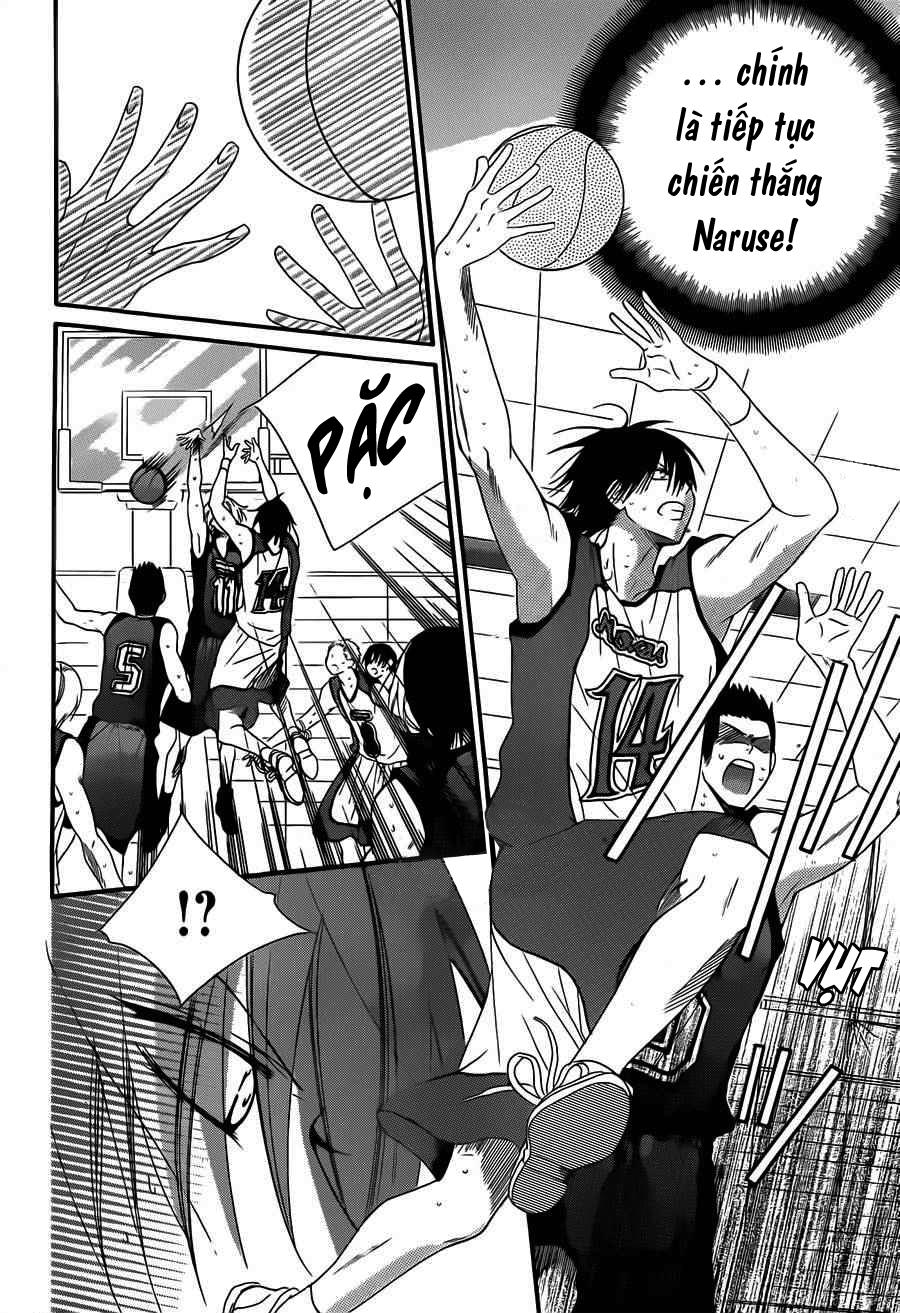 ... chính
là tiếp tục
chiến thắng
Naruse!
14
VỤT
PẶC
5
11
14
!?